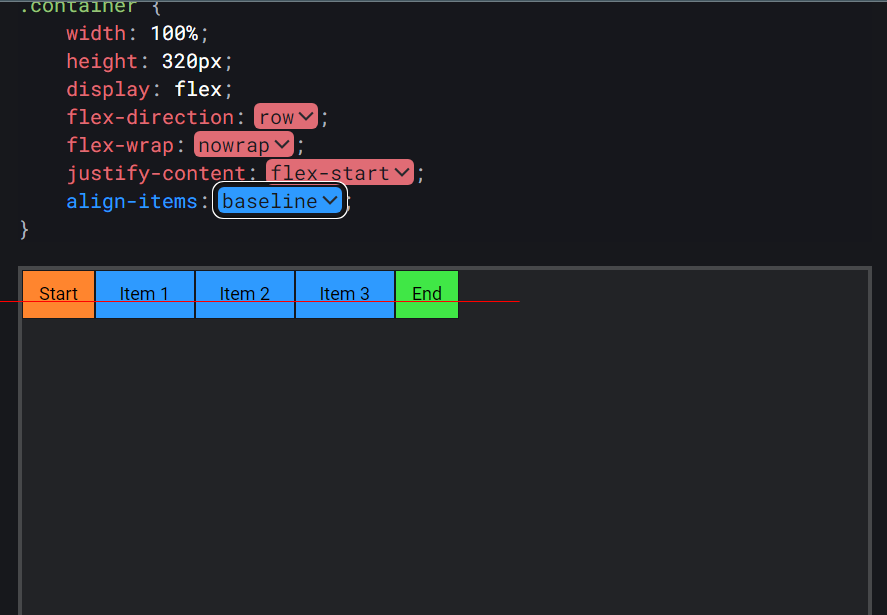 .container {
width: 100%;
height: 320px;
display: flex;
flex-direction: row;
flex-wrap: nowrap;
justify-content: flex-start;
align-items: baseline;
}
Start Item 1 Item 2 Item 3 End